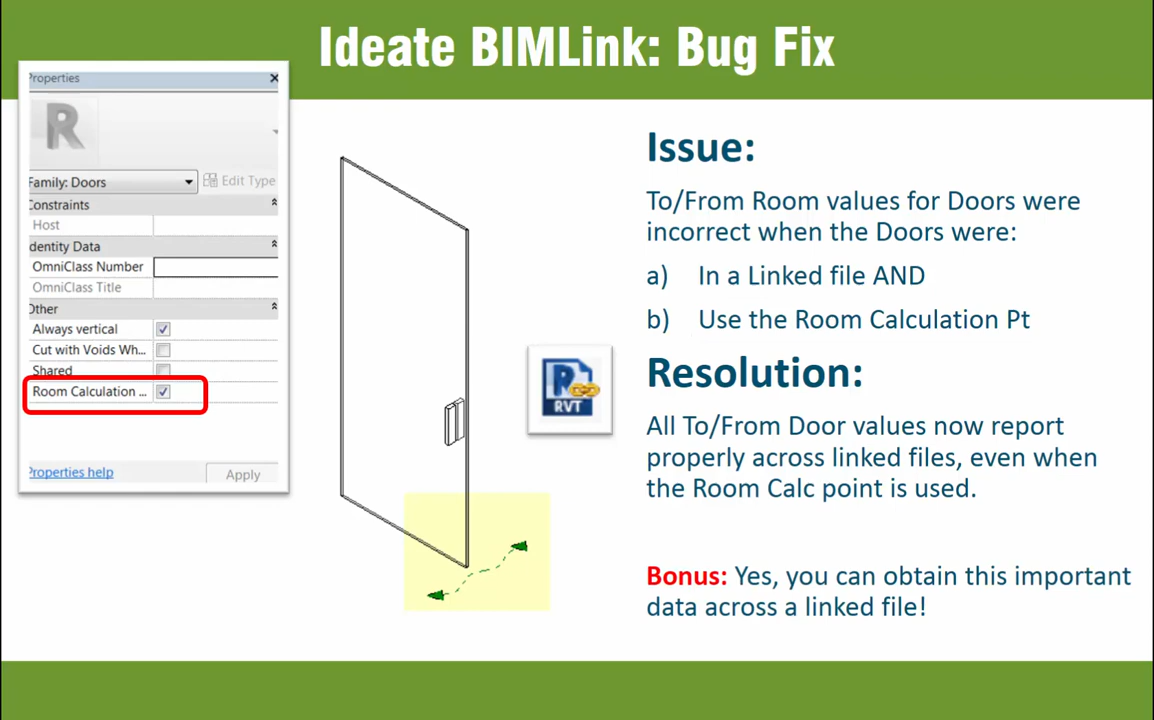 Ideate BIMLink: Bug Fix
Properties
R
Family: Doors
Edit Type
Constraints
Host
Identity Data
OmniClass Number
OmniClass Title
Other
Always vertical
Cut with Voids Wh...
Shared
Room Calculation ...
Properties help
Apply
R
RVT
Issue:
To/From Room values for Doors were
incorrect when the Doors were:
a) In a Linked file AND
b) Use the Room Calculation Pt
Resolution:
All To/From Door values now report
properly across linked files, even when
the Room Calc point is used.
Bonus: Yes, you can obtain this important
data across a linked file!